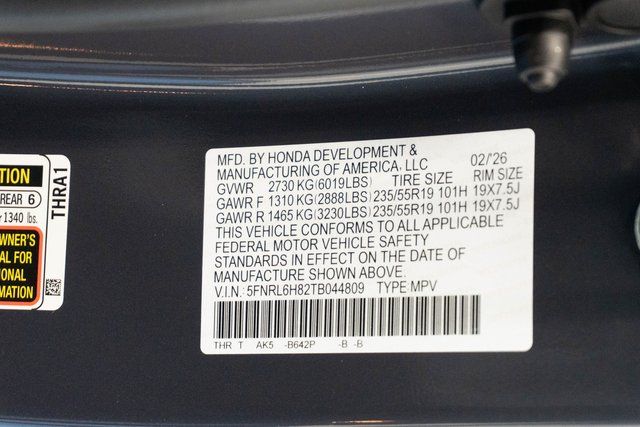 TION
REAR 6
1340 lbs.
WNER'S
AL FOR
IONAL
MATION
THRA1
MFD. BY HONDA DEVELOPMENT &
MANUFACTURING OF AMERICA, LLC 02/'26
GVWR 2730 KG (6019LBS) TIRE SIZE RIM SIZE
GAWR F 1310 KG (2888LBS) 235/55R19 101H 19X7.5J
GAWR R 1465 KG (3230LBS) 235/55R19 101H 19X7.5J
THIS VEHICLE CONFORMS TO ALL APPLICABLE
FEDERAL MOTOR VEHICLE SAFETY
STANDARDS IN EFFECT ON THE DATE OF
MANUFACTURE SHOWN ABOVE.
V.I.N.: 5FNRL6H82TB044809 TYPE:MPV
THR T AK5 -B642P -B -B